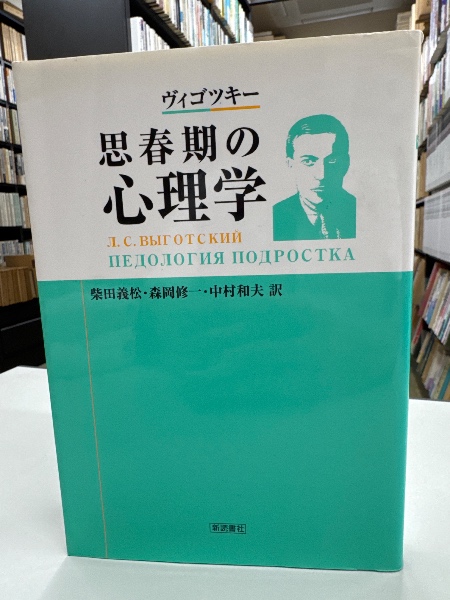 ヴィゴツキー
思春期の
心理学
Л.С.ВЫГОТСКИЙ
ПЕДОЛОГИЯ ПОДРОСТКА
柴田義松・森岡修一・中村和夫 訳
新読書社